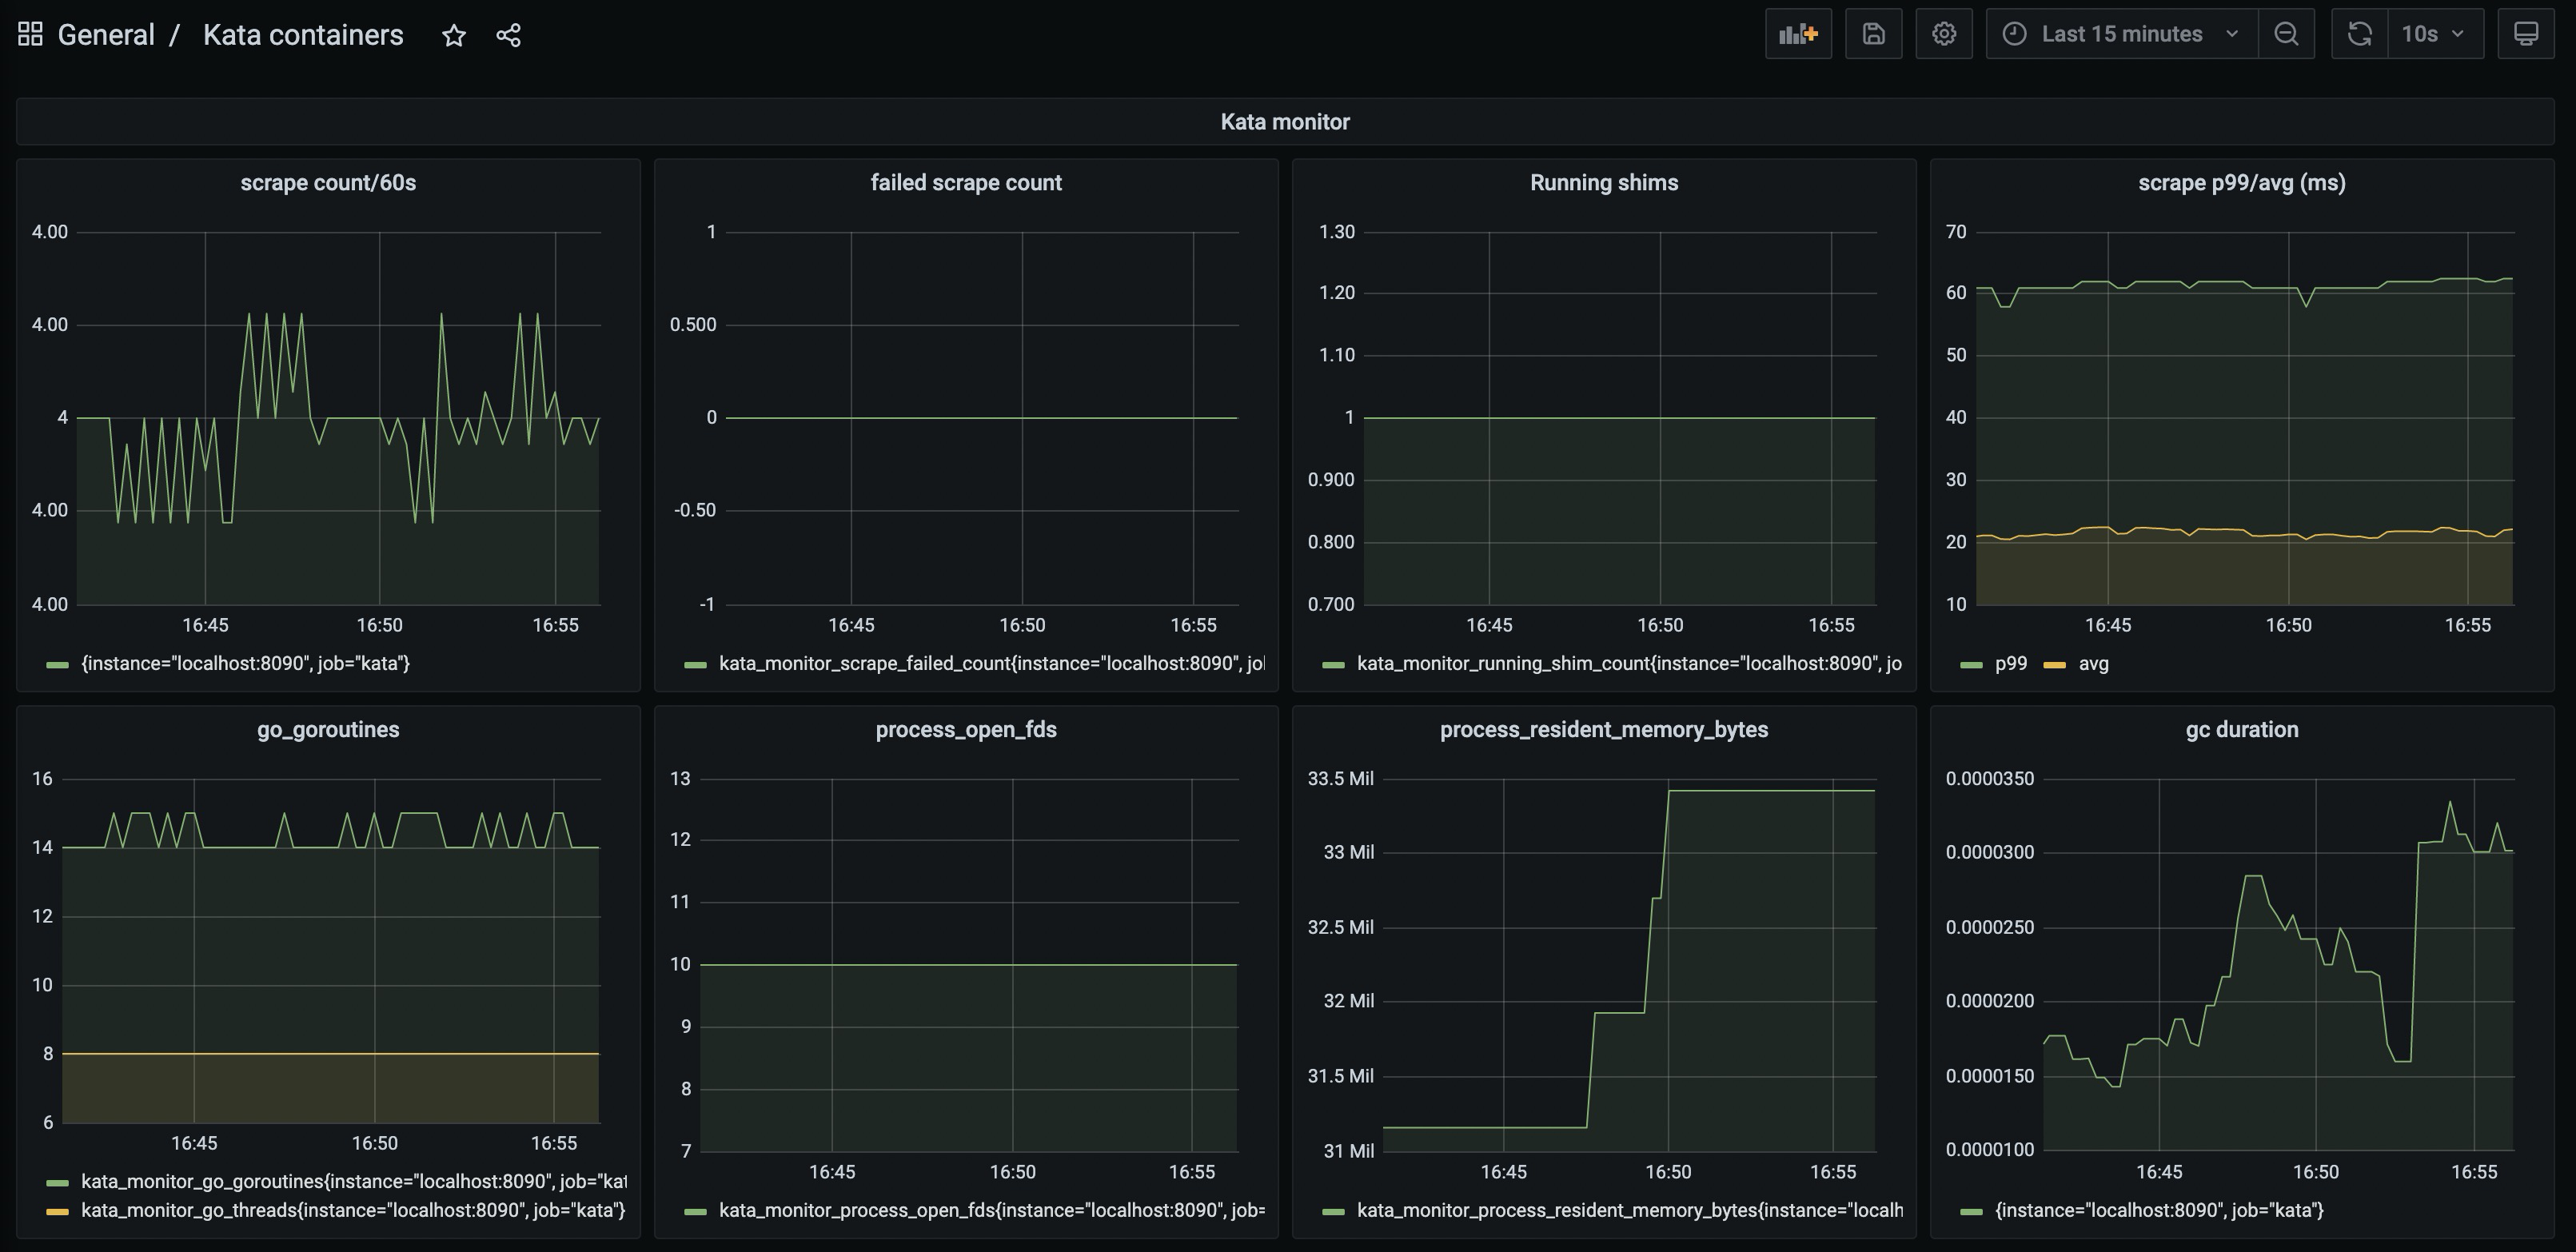 General / Kata containers
Last 15 minutes
10s
Kata monitor
scrape count/60s
4.00
4.00
4
4.00
4.00
16:45 16:50 16:55
{instance="localhost:8090", job="kata"}
failed scrape count
1
0.500
0
-0.50
-1
16:45 16:50 16:55
kata_monitor_scrape_failed_count{instance="localhost:8090", jo
Running shims
1.30
1.20
1.10
1
0.900
0.800
0.700
16:45 16:50 16:55
kata_monitor_running_shim_count{instance="localhost:8090", jo
scrape p99/avg (ms)
70
60
50
40
30
20
10
16:45 16:50 16:55
p99 avg
go_goroutines
16
14
12
10
8
6
16:45 16:50 16:55
kata_monitor_go_goroutines{instance="localhost:8090", job="kat
kata_monitor_go_threads{instance="localhost:8090", job="kata"}
process_open_fds
13
12
11
10
9
8
7
16:45 16:50 16:55
kata_monitor_process_open_fds{instance="localhost:8090", job=
process_resident_memory_bytes
33.5 Mil
33 Mil
32.5 Mil
32 Mil
31.5 Mil
31 Mil
16:45 16:50 16:55
kata_monitor_process_resident_memory_bytes{instance="localh
gc duration
0.0000350
0.0000300
0.0000250
0.0000200
0.0000150
0.0000100
16:45 16:50 16:55
{instance="localhost:8090", job="kata"}